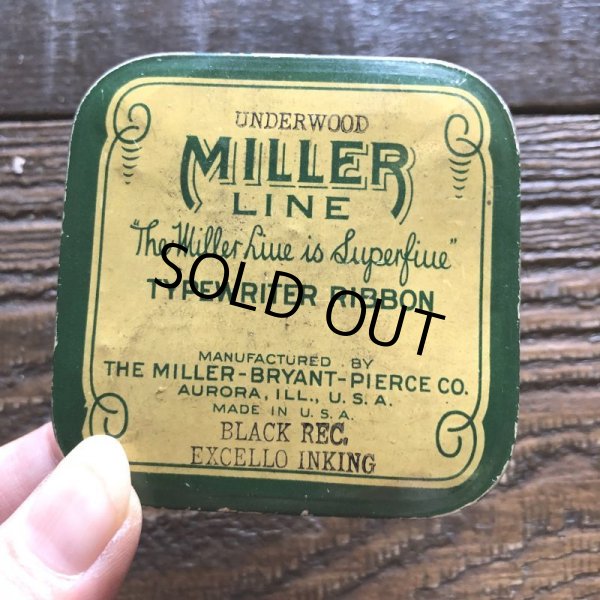 UNDERWOOD
MILLER
LINE
"The Miller Line is Superfine"
TYPEWRITER RIBBON
SOLD OUT
MANUFACTURED BY
THE MILLER-BRYANT-PIERCE CO.
AURORA, ILL., U.S.A.
MADE IN U.S.A.
BLACK REC.
EXCELLO INKING